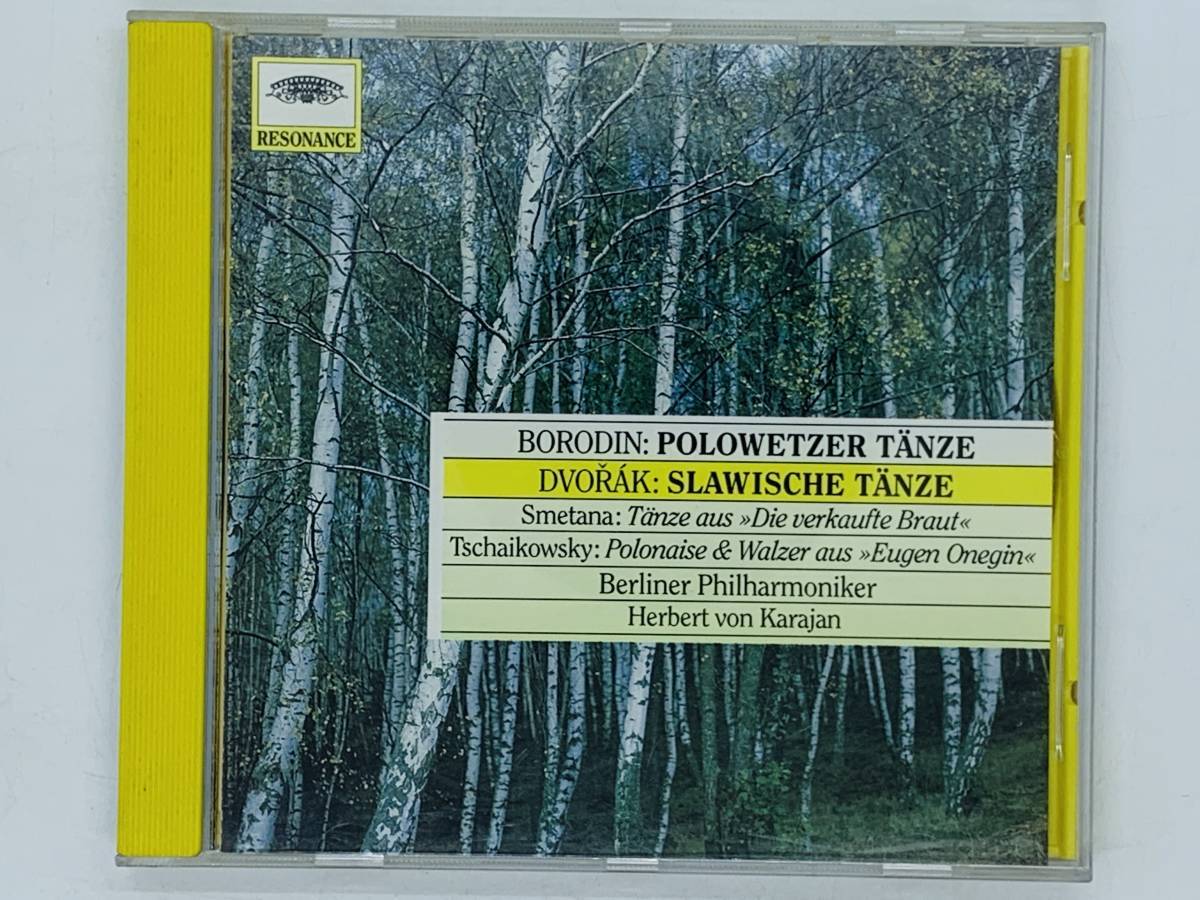 RESONANCE
BORODIN: POLOWETZER TÄNZE
DVOŘÁK: SLAWISCHE TÄNZE
Smetana: Tänze aus »Die verkaufte Braut«
Tschaikowsky: Polonaise & Walzer aus »Eugen Onegin«
Berliner Philharmoniker
Herbert von Karajan